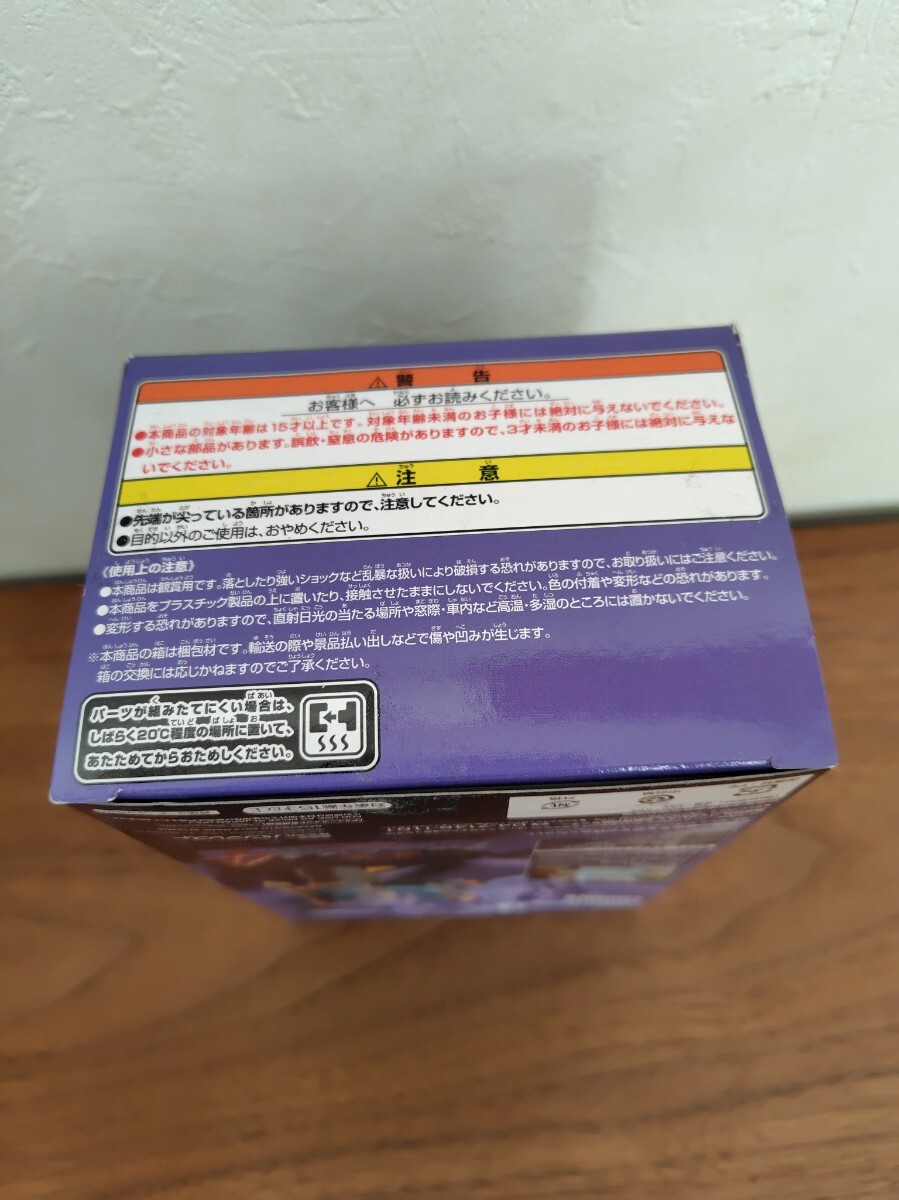 ⚠警告
お客様へ 必ずお読みください。
●本商品の対象年齢は15才以上です。対象年齢未満のお子様には絶対に与えないでください。
●小さな部品があります。誤飲・窒息の危険がありますので、3才未満のお子様には絶対に与えな
いでください。
⚠注意
●先端が尖っている箇所がありますので、注意してください。
●目的以外のご使用は、おやめください。
《使用上の注意》
●本商品は観賞用です。落としたり強いショックなど乱暴な扱いにより破損する恐れがありますので、お取り扱いにはご注意ください。
●本商品をプラスチック製品の上に置いたり、接触させたままにしないでください。色の付着や変形などの恐れがあります。
●変形する恐れがありますので、直射日光の当たる場所や窓際・車内など高温・多湿のところには置かないでください。
※本商品の箱は梱包材です。輸送の際や景品払い出しなどで傷や凹みが生じます。
箱の交換には応じかねますのでご了承ください。
パーツが組みたてにくい場合は、
しばらく20℃程度の場所に置いて、
あたためてからおためしください。